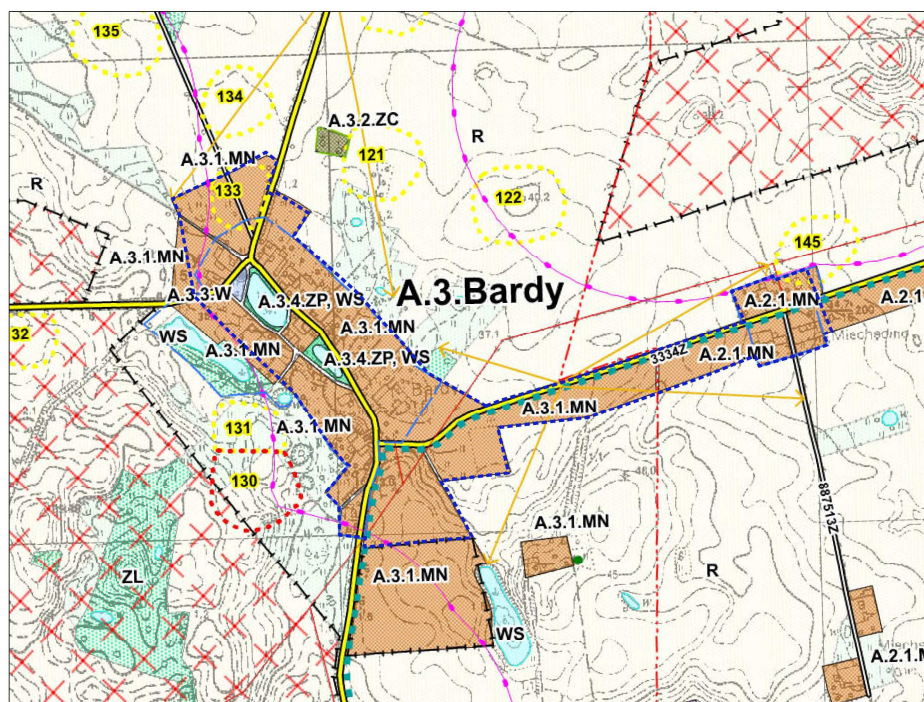 135
134
A.3.2.ZC
R
A.3.1.MN
121
R
133
122
40,2
145
A.3.1.MN
A.3.3.W
A.3.4.ZP, WS
A.3.Bardy
A.2.1.MN
A.3.1.MN
32
WS
A.3.1.MN
A.3.4.ZP, WS
37,1
3334Z
A.2.1.MN
A.3.1.MN
131
A.3.1.MN
130
887513Z
A.3.1.MN
ZL
A.3.1.MN
R
WS